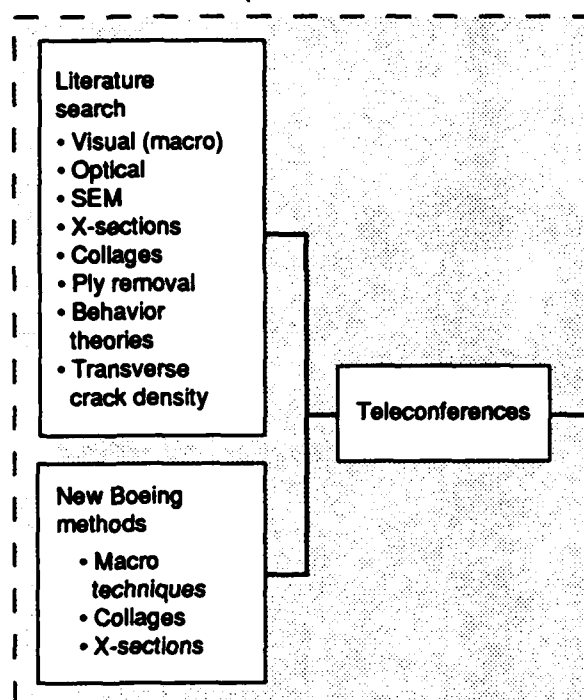 Literature
search
• Visual (macro)
• Optical
• SEM
• X-sections
• Collages
• Ply removal
• Behavior
theories
• Transverse
crack density
Teleconferences
New Boeing
methods
• Macro
techniques
• Collages
• X-sections